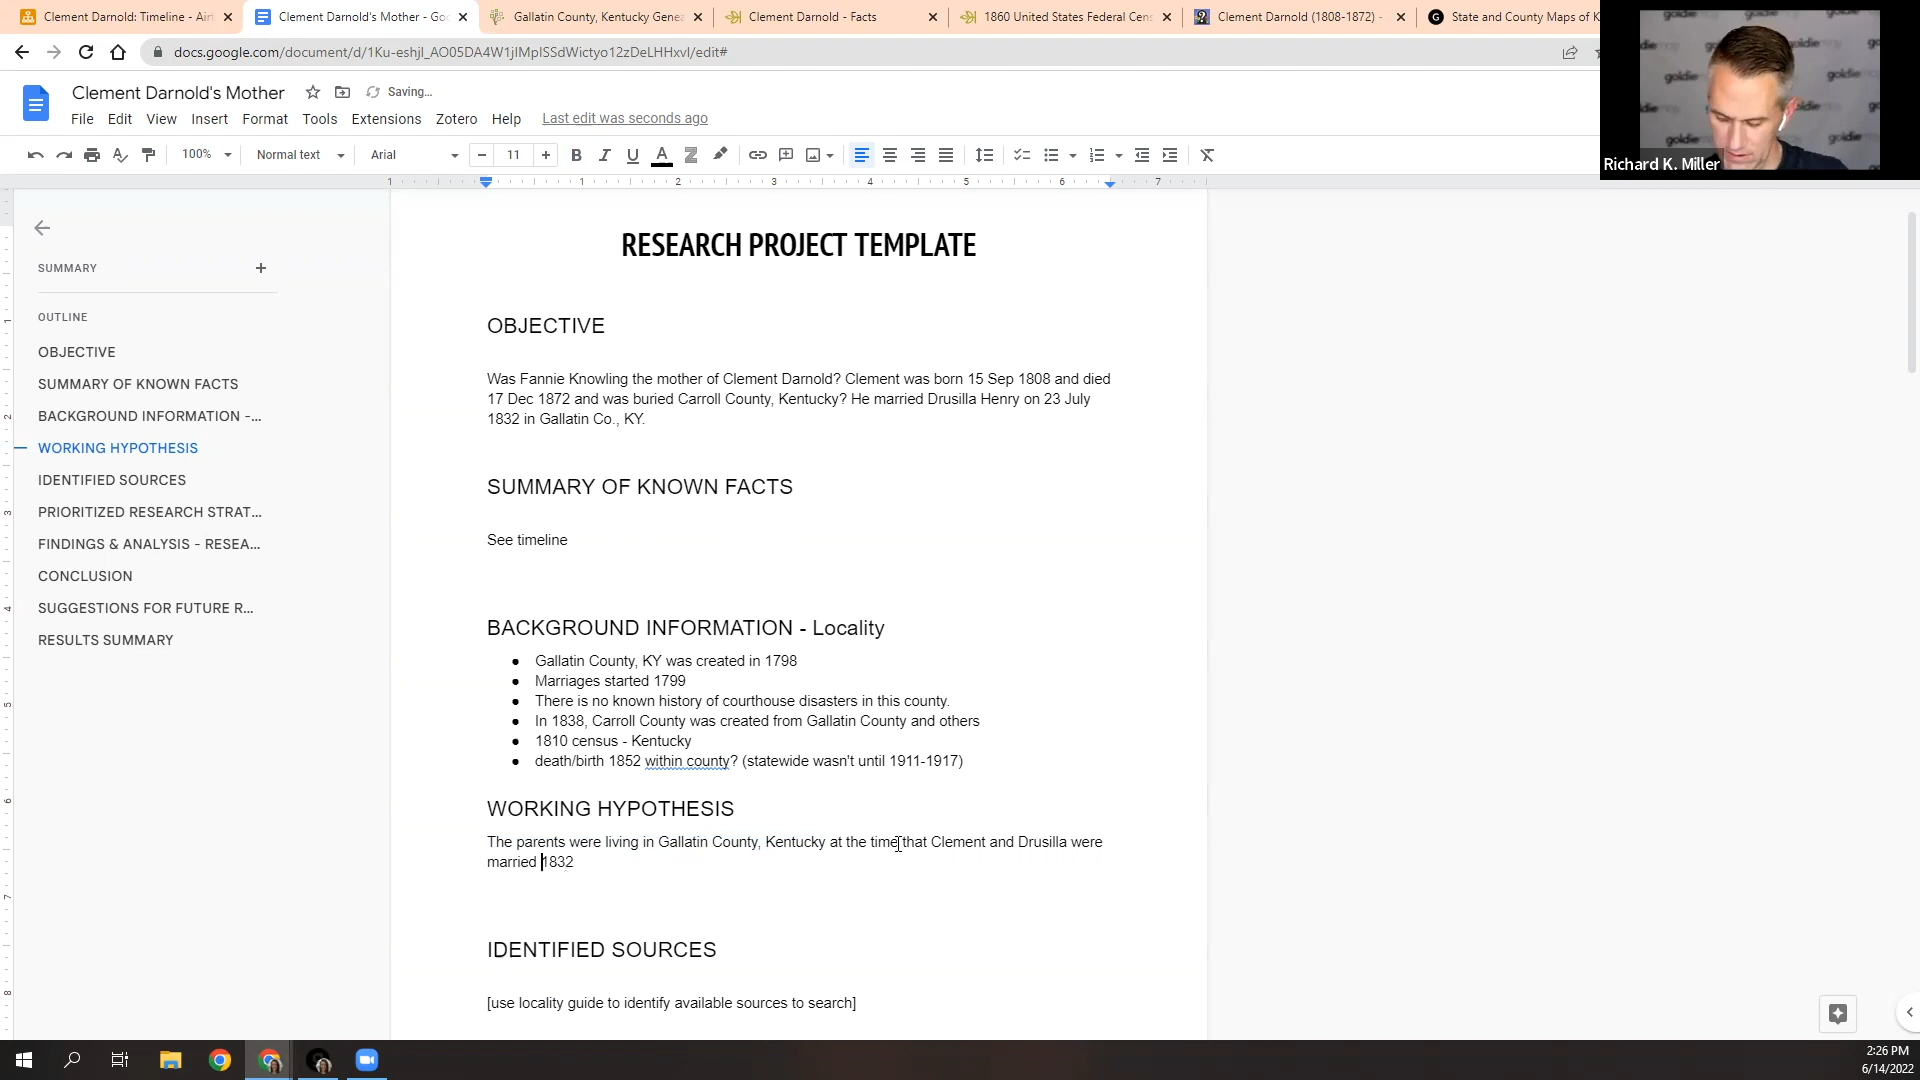 Clement Darnold: Timeline - Air
Clement Darnold's Mother - Goo
Gallatin County, Kentucky Genea
Clement Darnold - Facts
1860 United States Federal Cens
Clement Darnold (1808-1872) -
State and County Maps of K
docs.google.com/document/d/1Ku-eshjl_AO05DA4W1jIMpISSdWictyo12zDeLHHxvI/edit#
Clement Darnold's Mother
Saving...
File Edit View Insert Format Tools Extensions Zotero Help Last edit was seconds ago
100% Normal text Arial 11
Richard K. Miller
1 1 2 3 4 5 6 7
SUMMARY
OUTLINE
OBJECTIVE
SUMMARY OF KNOWN FACTS
BACKGROUND INFORMATION -...
WORKING HYPOTHESIS
IDENTIFIED SOURCES
PRIORITIZED RESEARCH STRAT...
FINDINGS & ANALYSIS - RESEA...
CONCLUSION
SUGGESTIONS FOR FUTURE R...
RESULTS SUMMARY
RESEARCH PROJECT TEMPLATE
OBJECTIVE
Was Fannie Knowling the mother of Clement Darnold? Clement was born 15 Sep 1808 and died
17 Dec 1872 and was buried Carroll County, Kentucky? He married Drusilla Henry on 23 July
1832 in Gallatin Co., KY.
SUMMARY OF KNOWN FACTS
See timeline
BACKGROUND INFORMATION - Locality
● Gallatin County, KY was created in 1798
● Marriages started 1799
● There is no known history of courthouse disasters in this county.
● In 1838, Carroll County was created from Gallatin County and others
● 1810 census - Kentucky
● death/birth 1852 within county? (statewide wasn't until 1911-1917)
WORKING HYPOTHESIS
The parents were living in Gallatin County, Kentucky at the time that Clement and Drusilla were
married 1832
IDENTIFIED SOURCES
[use locality guide to identify available sources to search]
2:26 PM
6/14/2022